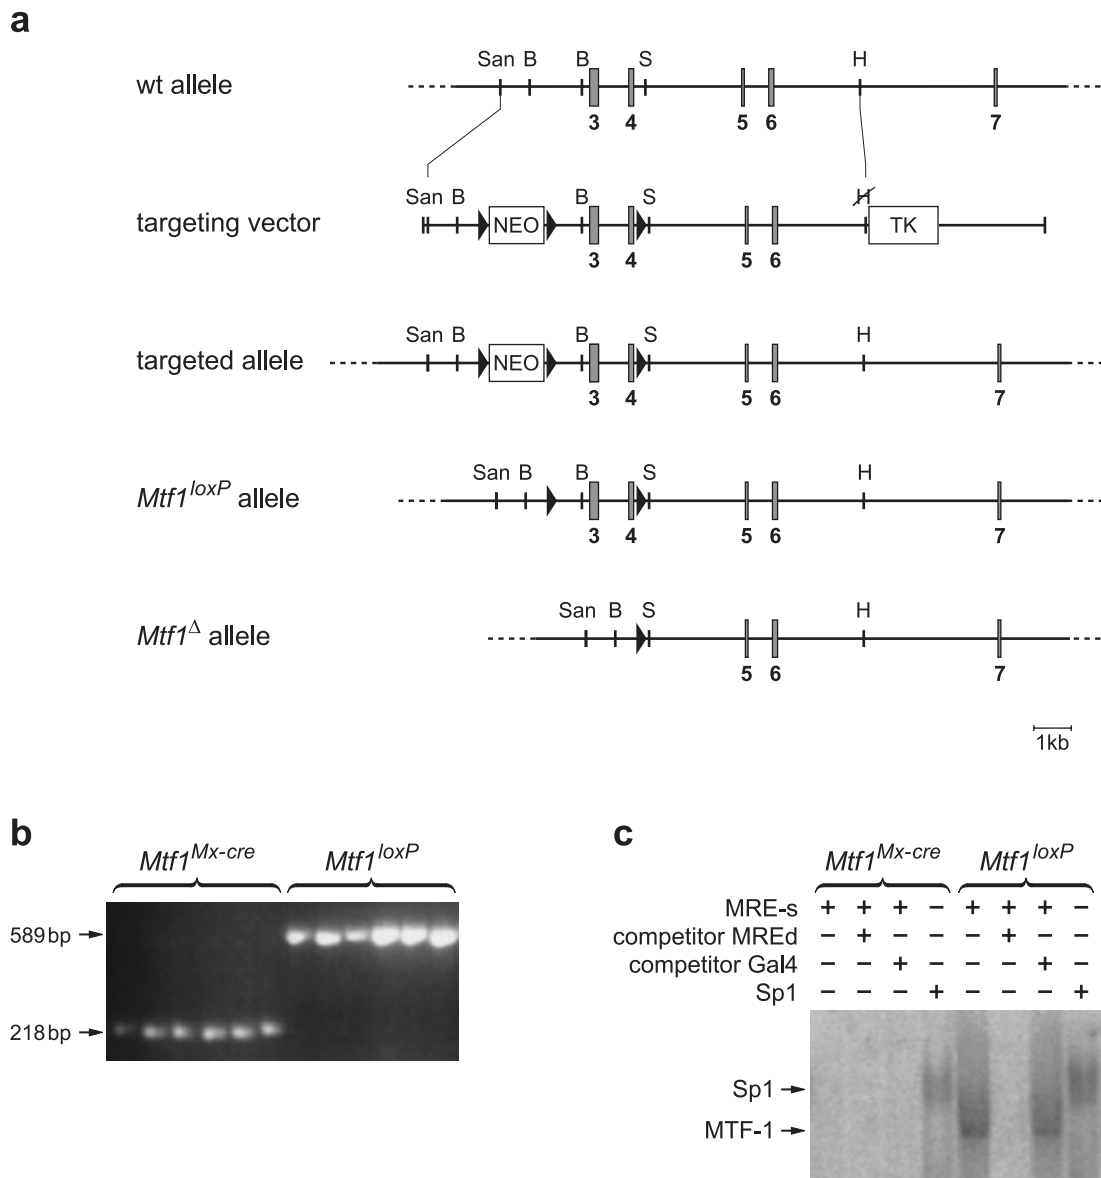 a
San B B S H
wt allele
3 4 5 6 7
San B B S H
targeting vector NEO TK
3 4 5 6
San B B S H
targeted allele NEO
3 4 5 6 7
San B B S H
Mtf1loxP allele
3 4 5 6 7
San B S H
Mtf1Δ allele
5 6 7
1kb
b
Mtf1Mx-cre Mtf1loxP
589bp
218bp
c
Mtf1Mx-cre Mtf1loxP
MRE-s + + + – + + + –
competitor MREd – + – – – + – –
competitor Gal4 – – + – – – + –
Sp1 – – – + – – – +
Sp1
MTF-1